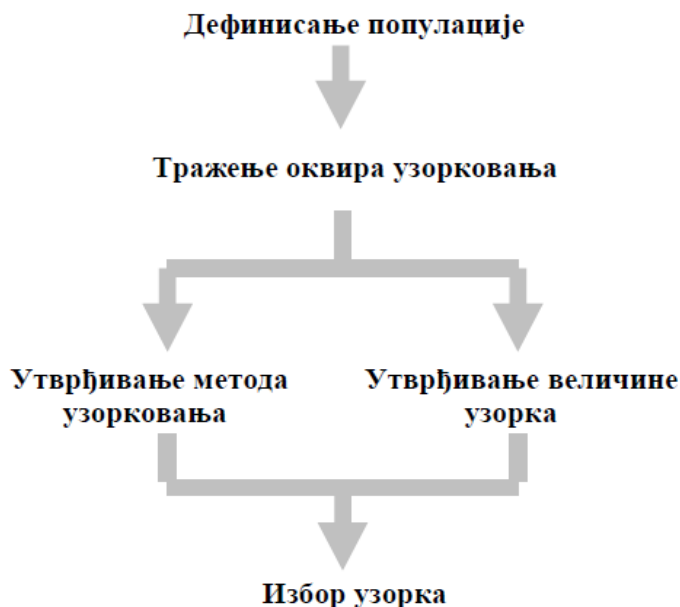 Дефинисање популације
Тражење оквира узорковања
Утврђивање метода
узорковања
Утврђивање величине
узорка
Избор узорка